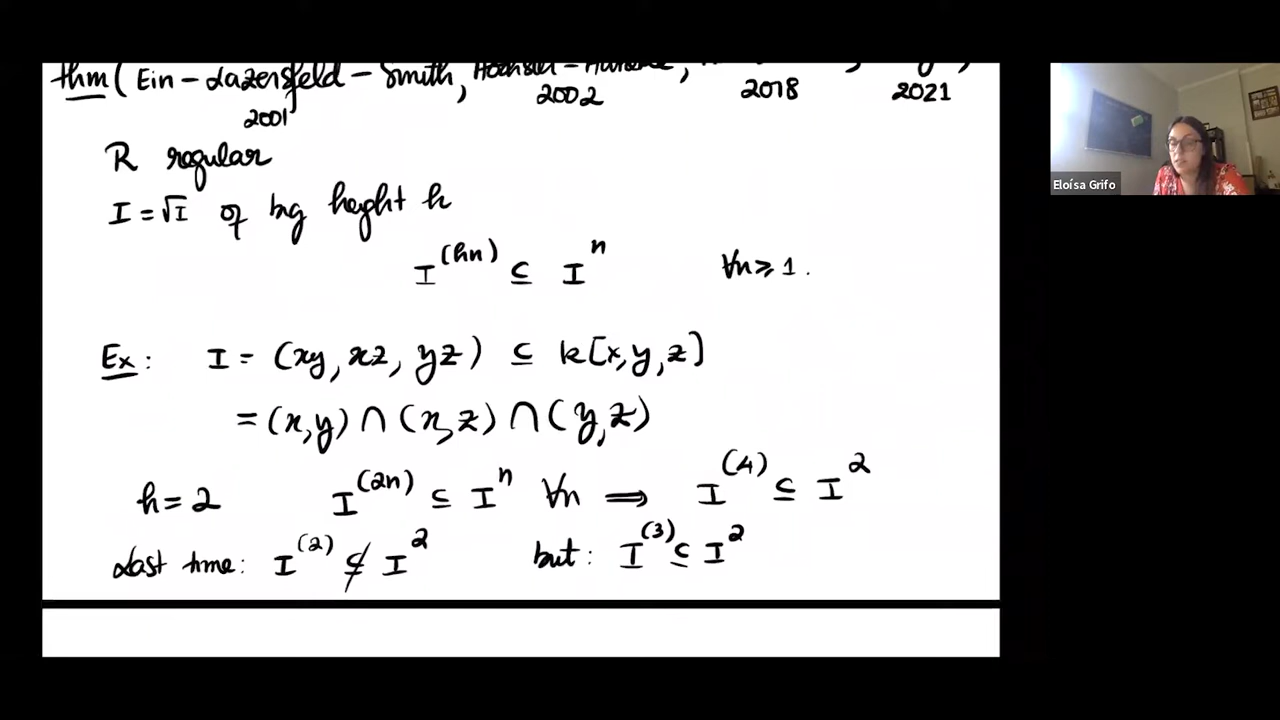 thm ( Ein - Lazersfeld - Smith, Hochster - Huneke,
2001 2002 2018 2021
R regular
I = √I of big height h
I^(hn) ⊆ I^n ∀n ≥ 1.
Ex: I = (xy, xz, yz) ⊆ k[x, y, z]
= (x, y) ∩ (x, z) ∩ (y, z)
h = 2 I^(2n) ⊆ I^n ∀n ⟹ I^(4) ⊆ I^2
Last time: I^(2) ⊈ I^2 but: I^(3) ⊆ I^2
Eloísa Grifo